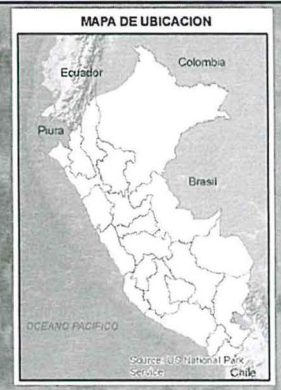 MAPA DE UBICACION
Colombia
Ecuador
Piura
Brasil
OCEANO PACIFICO
Source: US National Park
Service
Chile